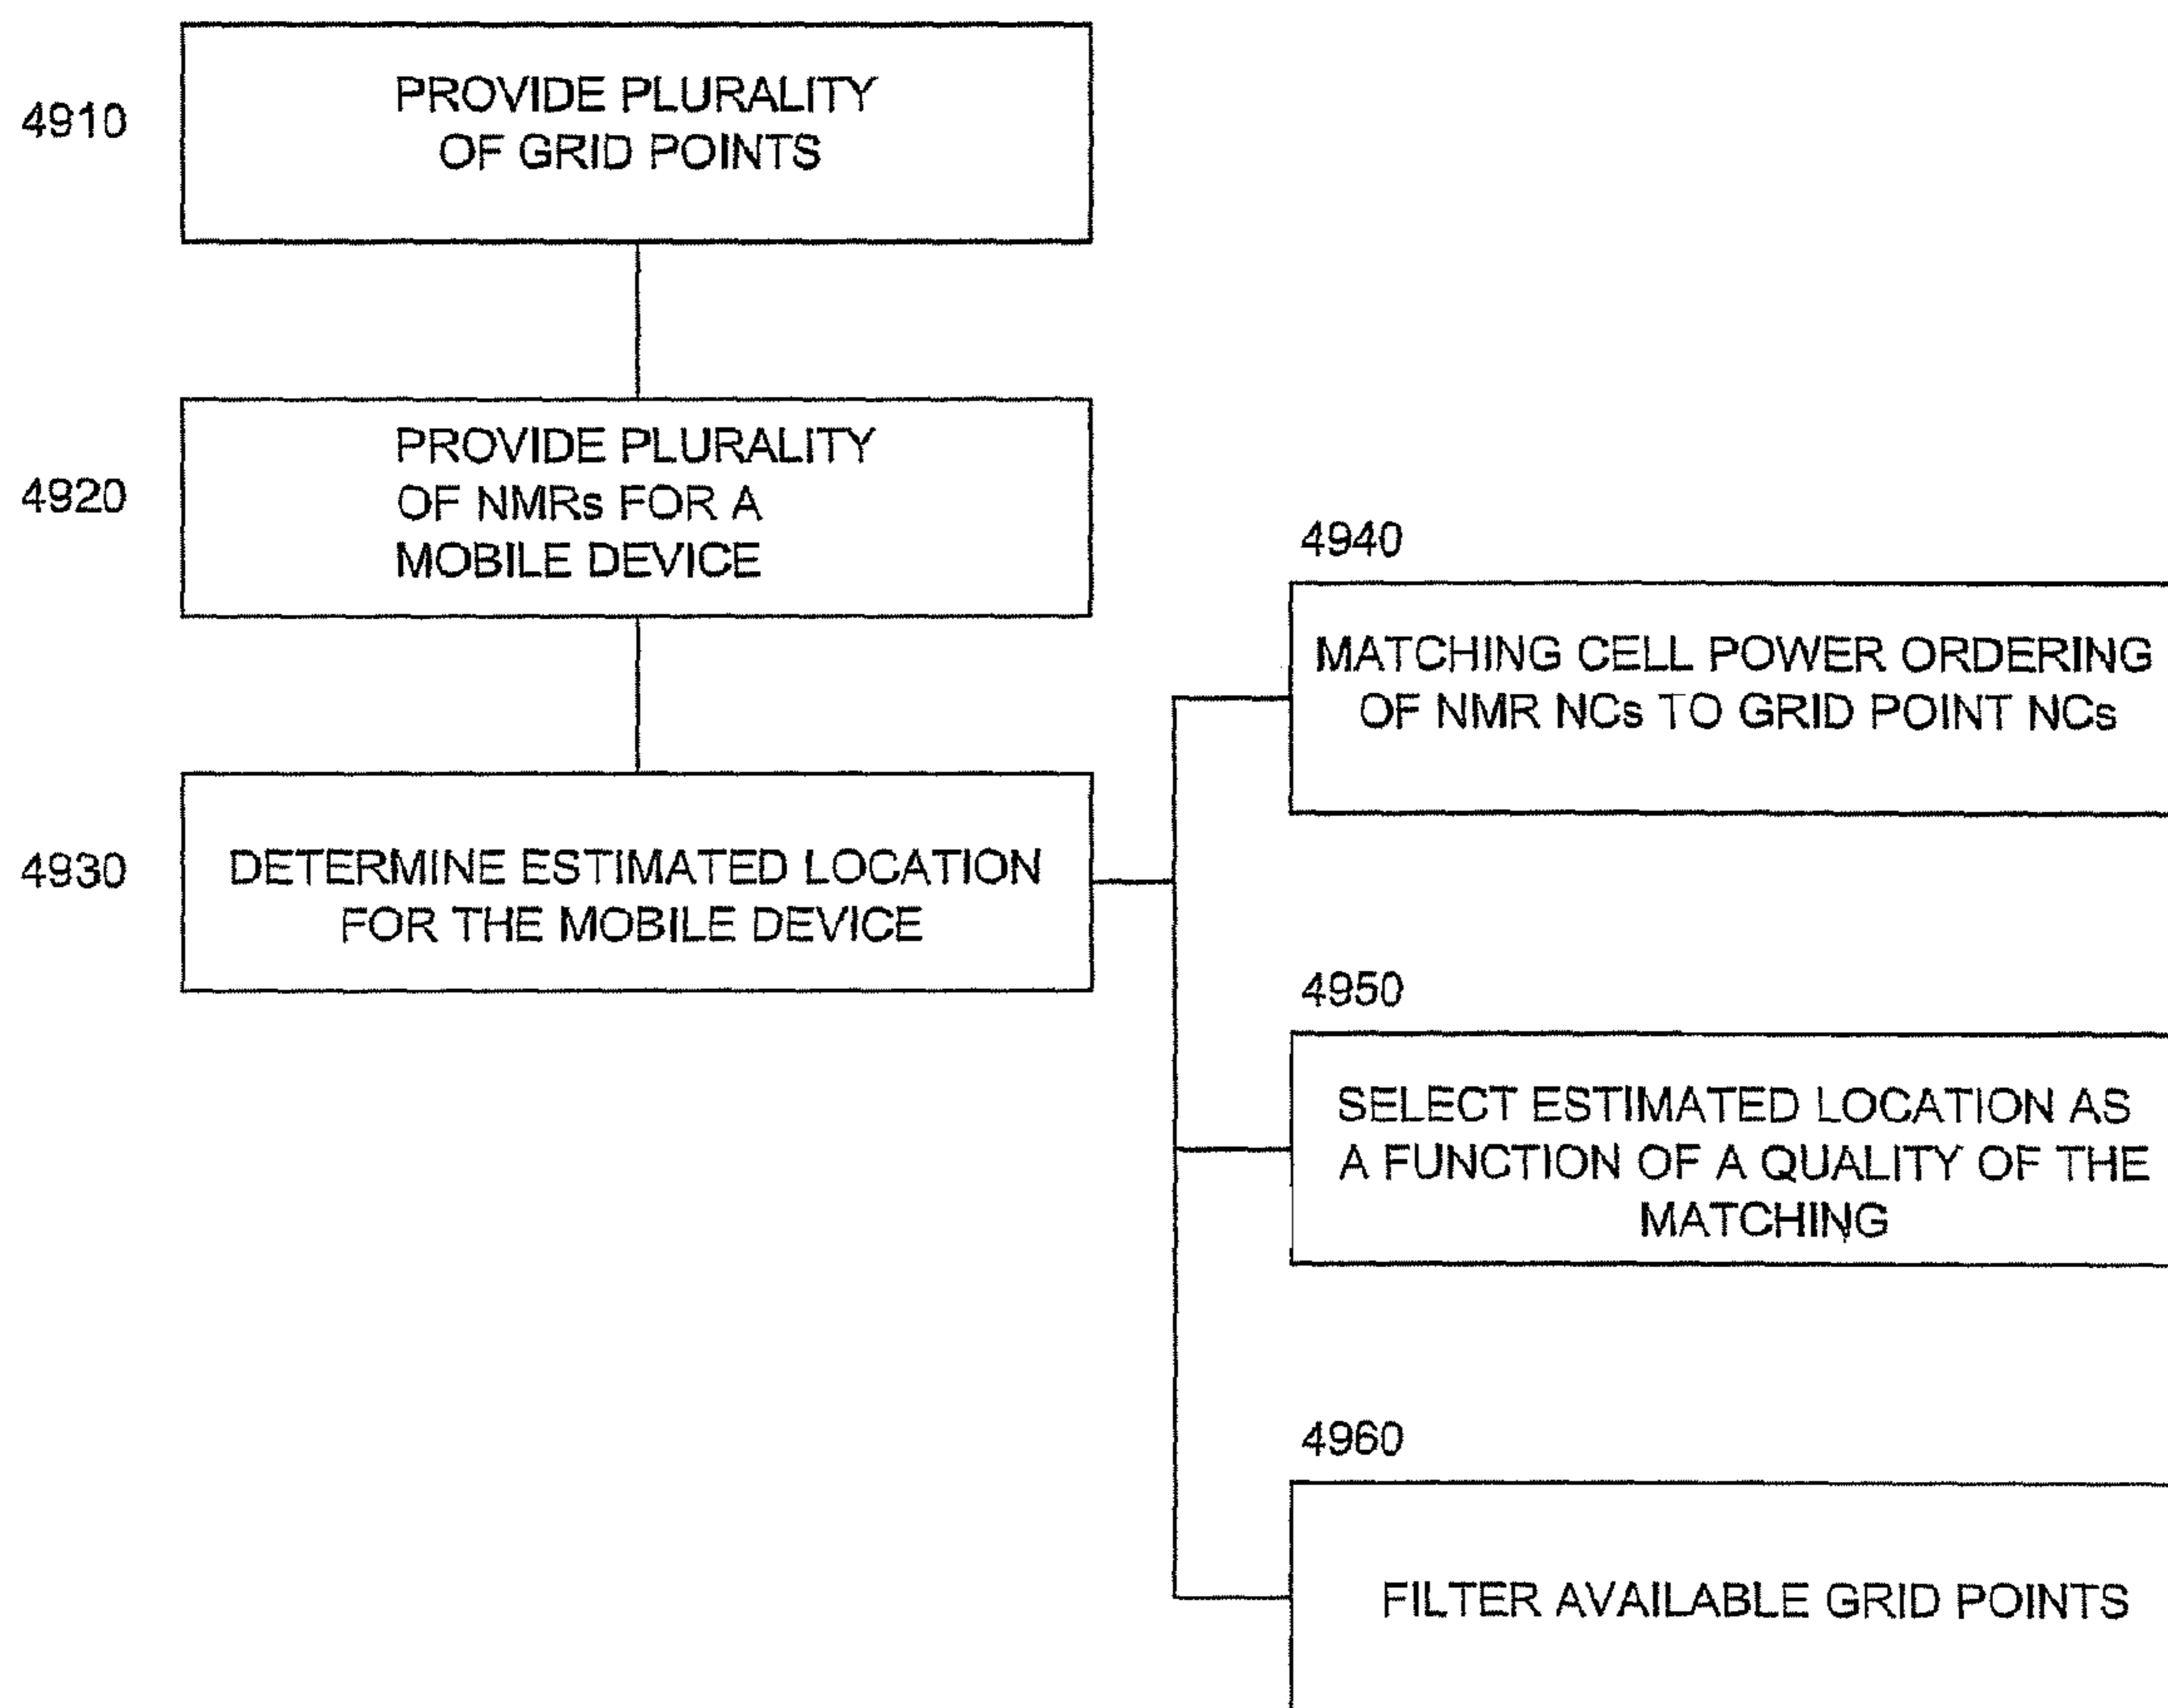 4910
PROVIDE PLURALITY
OF GRID POINTS
4920
PROVIDE PLURALITY
OF NMRs FOR A
MOBILE DEVICE
4930
DETERMINE ESTIMATED LOCATION
FOR THE MOBILE DEVICE
4940
MATCHING CELL POWER ORDERING
OF NMR NCs TO GRID POINT NCs
4950
SELECT ESTIMATED LOCATION AS
A FUNCTION OF A QUALITY OF THE
MATCHING
4960
FILTER AVAILABLE GRID POINTS